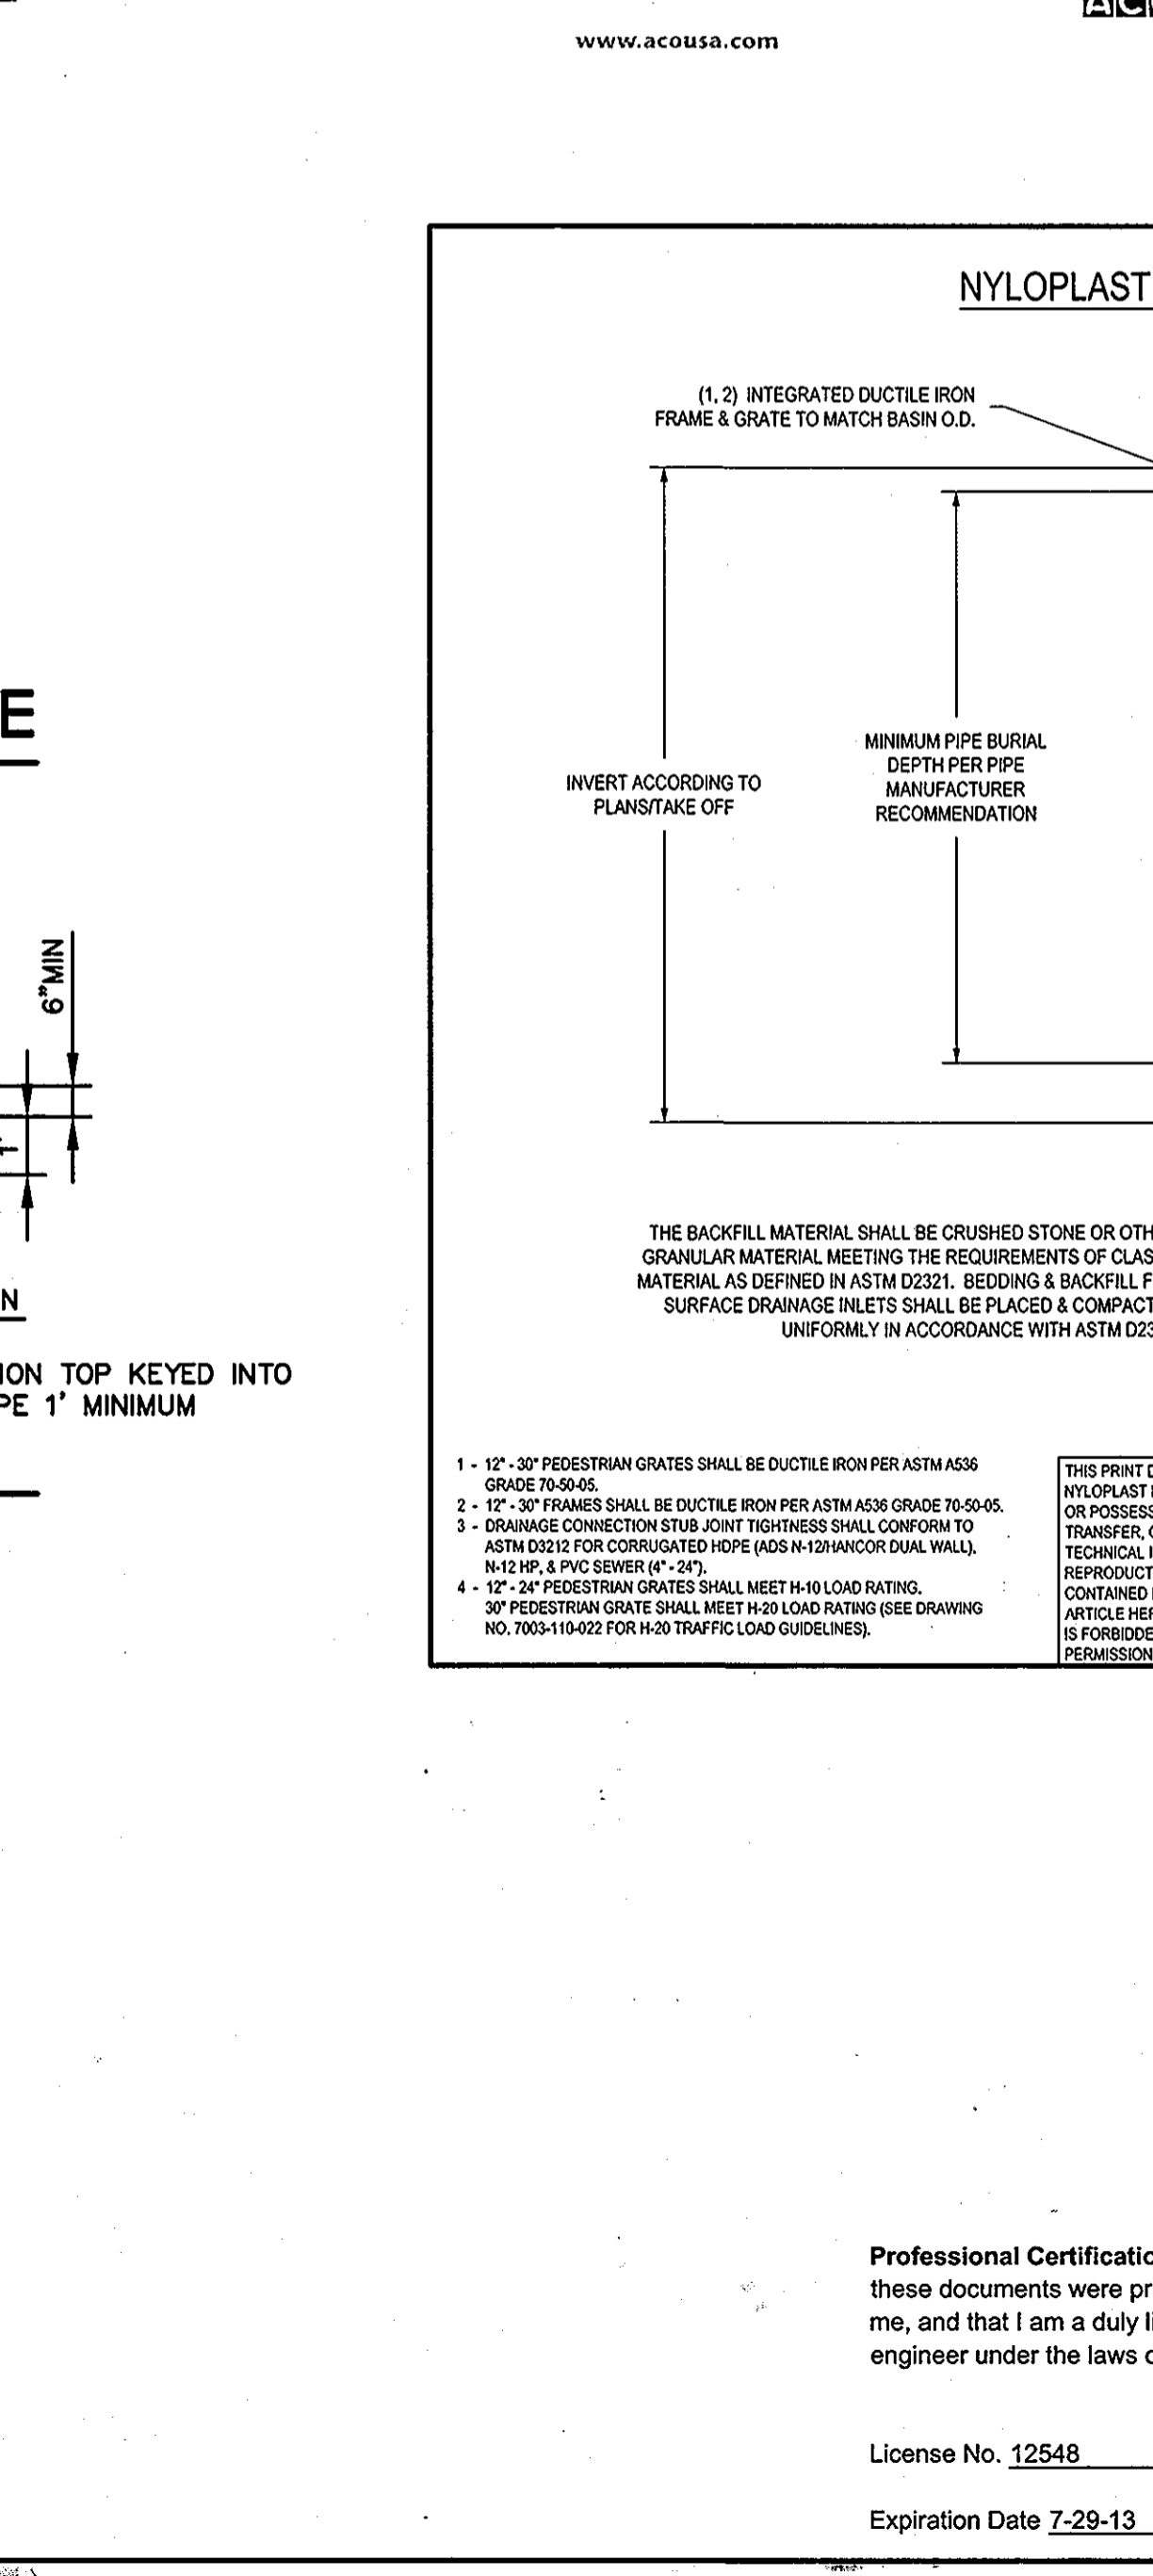 www.acousa.com
NYLOPLAST
(1, 2) INTEGRATED DUCTILE IRON
FRAME & GRATE TO MATCH BASIN O.D.
E
MINIMUM PIPE BURIAL
DEPTH PER PIPE
MANUFACTURER
RECOMMENDATION
INVERT ACCORDING TO
PLANS/TAKE OFF
6"MIN
THE BACKFILL MATERIAL SHALL BE CRUSHED STONE OR OTH
GRANULAR MATERIAL MEETING THE REQUIREMENTS OF CLAS
MATERIAL AS DEFINED IN ASTM D2321. BEDDING & BACKFILL F
SURFACE DRAINAGE INLETS SHALL BE PLACED & COMPACT
UNIFORMLY IN ACCORDANCE WITH ASTM D23
N
ION TOP KEYED INTO
PE 1' MINIMUM
1 - 12" - 30" PEDESTRIAN GRATES SHALL BE DUCTILE IRON PER ASTM A536
GRADE 70-50-05.
2 - 12" - 30" FRAMES SHALL BE DUCTILE IRON PER ASTM A536 GRADE 70-50-05.
3 - DRAINAGE CONNECTION STUB JOINT TIGHTNESS SHALL CONFORM TO
ASTM D3212 FOR CORRUGATED HDPE (ADS N-12/HANCOR DUAL WALL),
N-12 HP, & PVC SEWER (4" - 24").
4 - 12" - 24" PEDESTRIAN GRATES SHALL MEET H-10 LOAD RATING.
30" PEDESTRIAN GRATE SHALL MEET H-20 LOAD RATING (SEE DRAWING
NO. 7003-110-022 FOR H-20 TRAFFIC LOAD GUIDELINES).
THIS PRINT D
NYLOPLAST
OR POSSESS
TRANSFER,
TECHNICAL I
REPRODUCT
CONTAINED
ARTICLE HER
IS FORBIDDE
PERMISSION
Professional Certificatio
these documents were pr
me, and that I am a duly li
engineer under the laws o
License No. 12548
Expiration Date 7-29-13